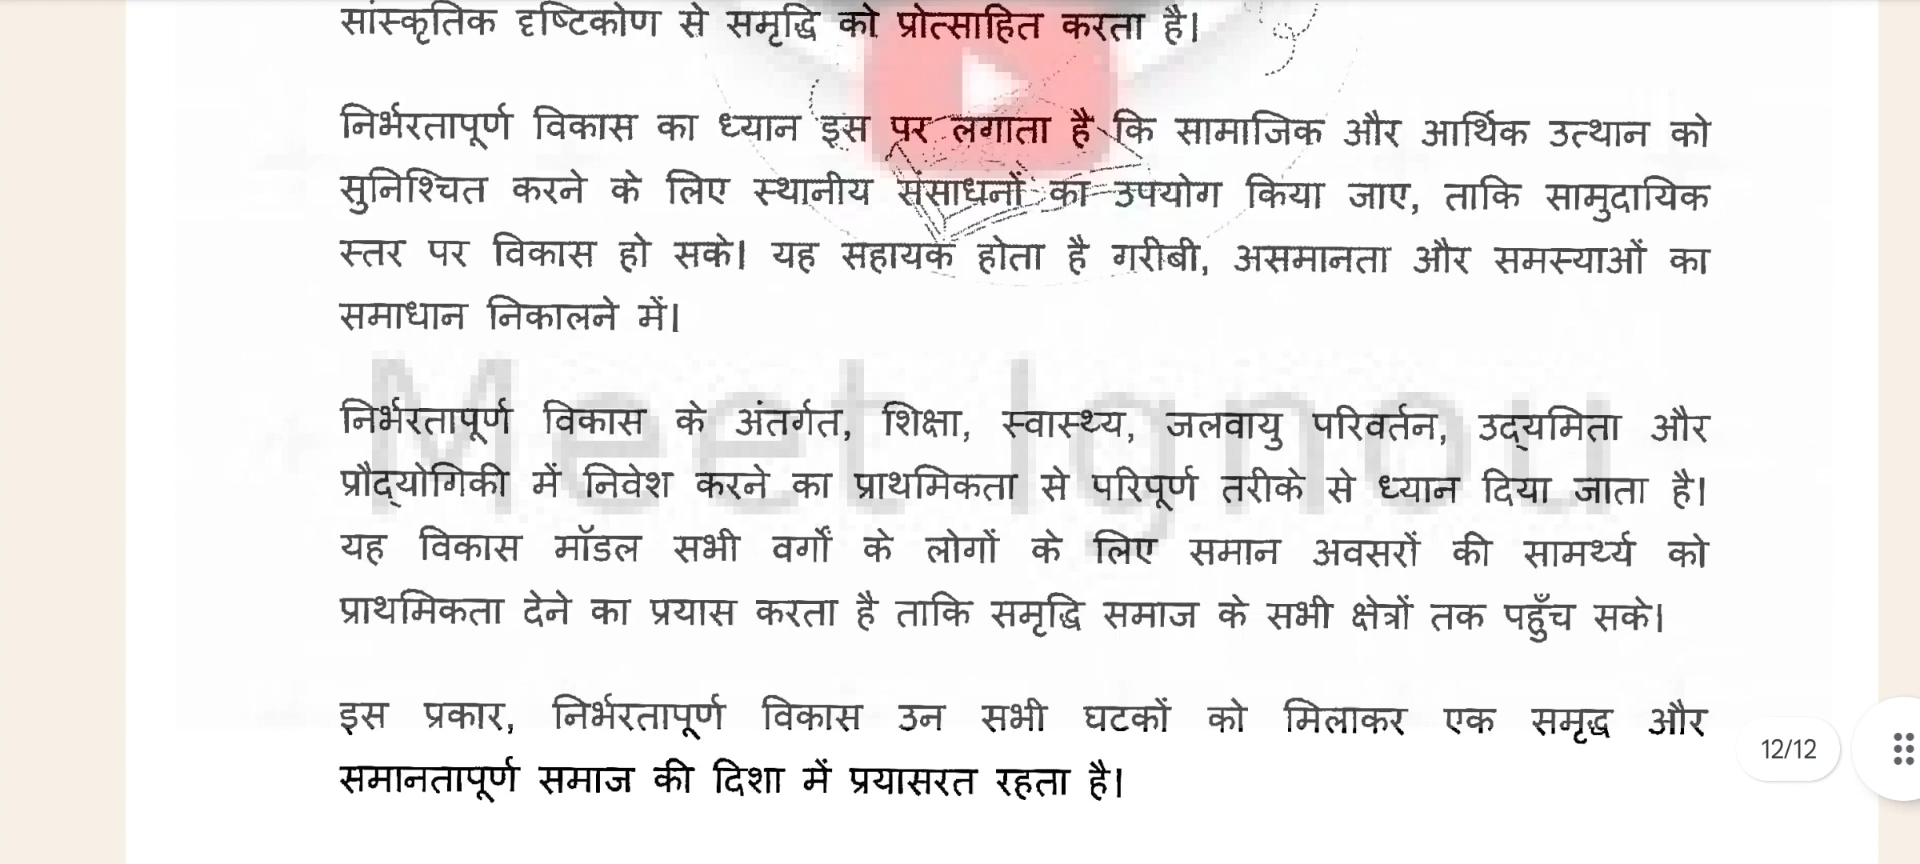 सांस्कृतिक दृष्टिकोण से समृद्धि को प्रोत्साहित करता है।
निर्भरतापूर्ण विकास का ध्यान इस पर लगाता है कि सामाजिक और आर्थिक उत्थान को
सुनिश्चित करने के लिए स्थानीय संसाधनों का उपयोग किया जाए, ताकि सामुदायिक
स्तर पर विकास हो सके। यह सहायक होता है गरीबी, असमानता और समस्याओं का
समाधान निकालने में।
Meet Ignou
निर्भरतापूर्ण विकास के अंतर्गत, शिक्षा, स्वास्थ्य, जलवायु परिवर्तन, उद्यमिता और
प्रौद्योगिकी में निवेश करने का प्राथमिकता से परिपूर्ण तरीके से ध्यान दिया जाता है।
यह विकास मॉडल सभी वर्गों के लोगों के लिए समान अवसरों की सामर्थ्य को
प्राथमिकता देने का प्रयास करता है ताकि समृद्धि समाज के सभी क्षेत्रों तक पहुँच सके।
इस प्रकार, निर्भरतापूर्ण विकास उन सभी घटकों को मिलाकर एक समृद्ध और
समानतापूर्ण समाज की दिशा में प्रयासरत रहता है।
12/12